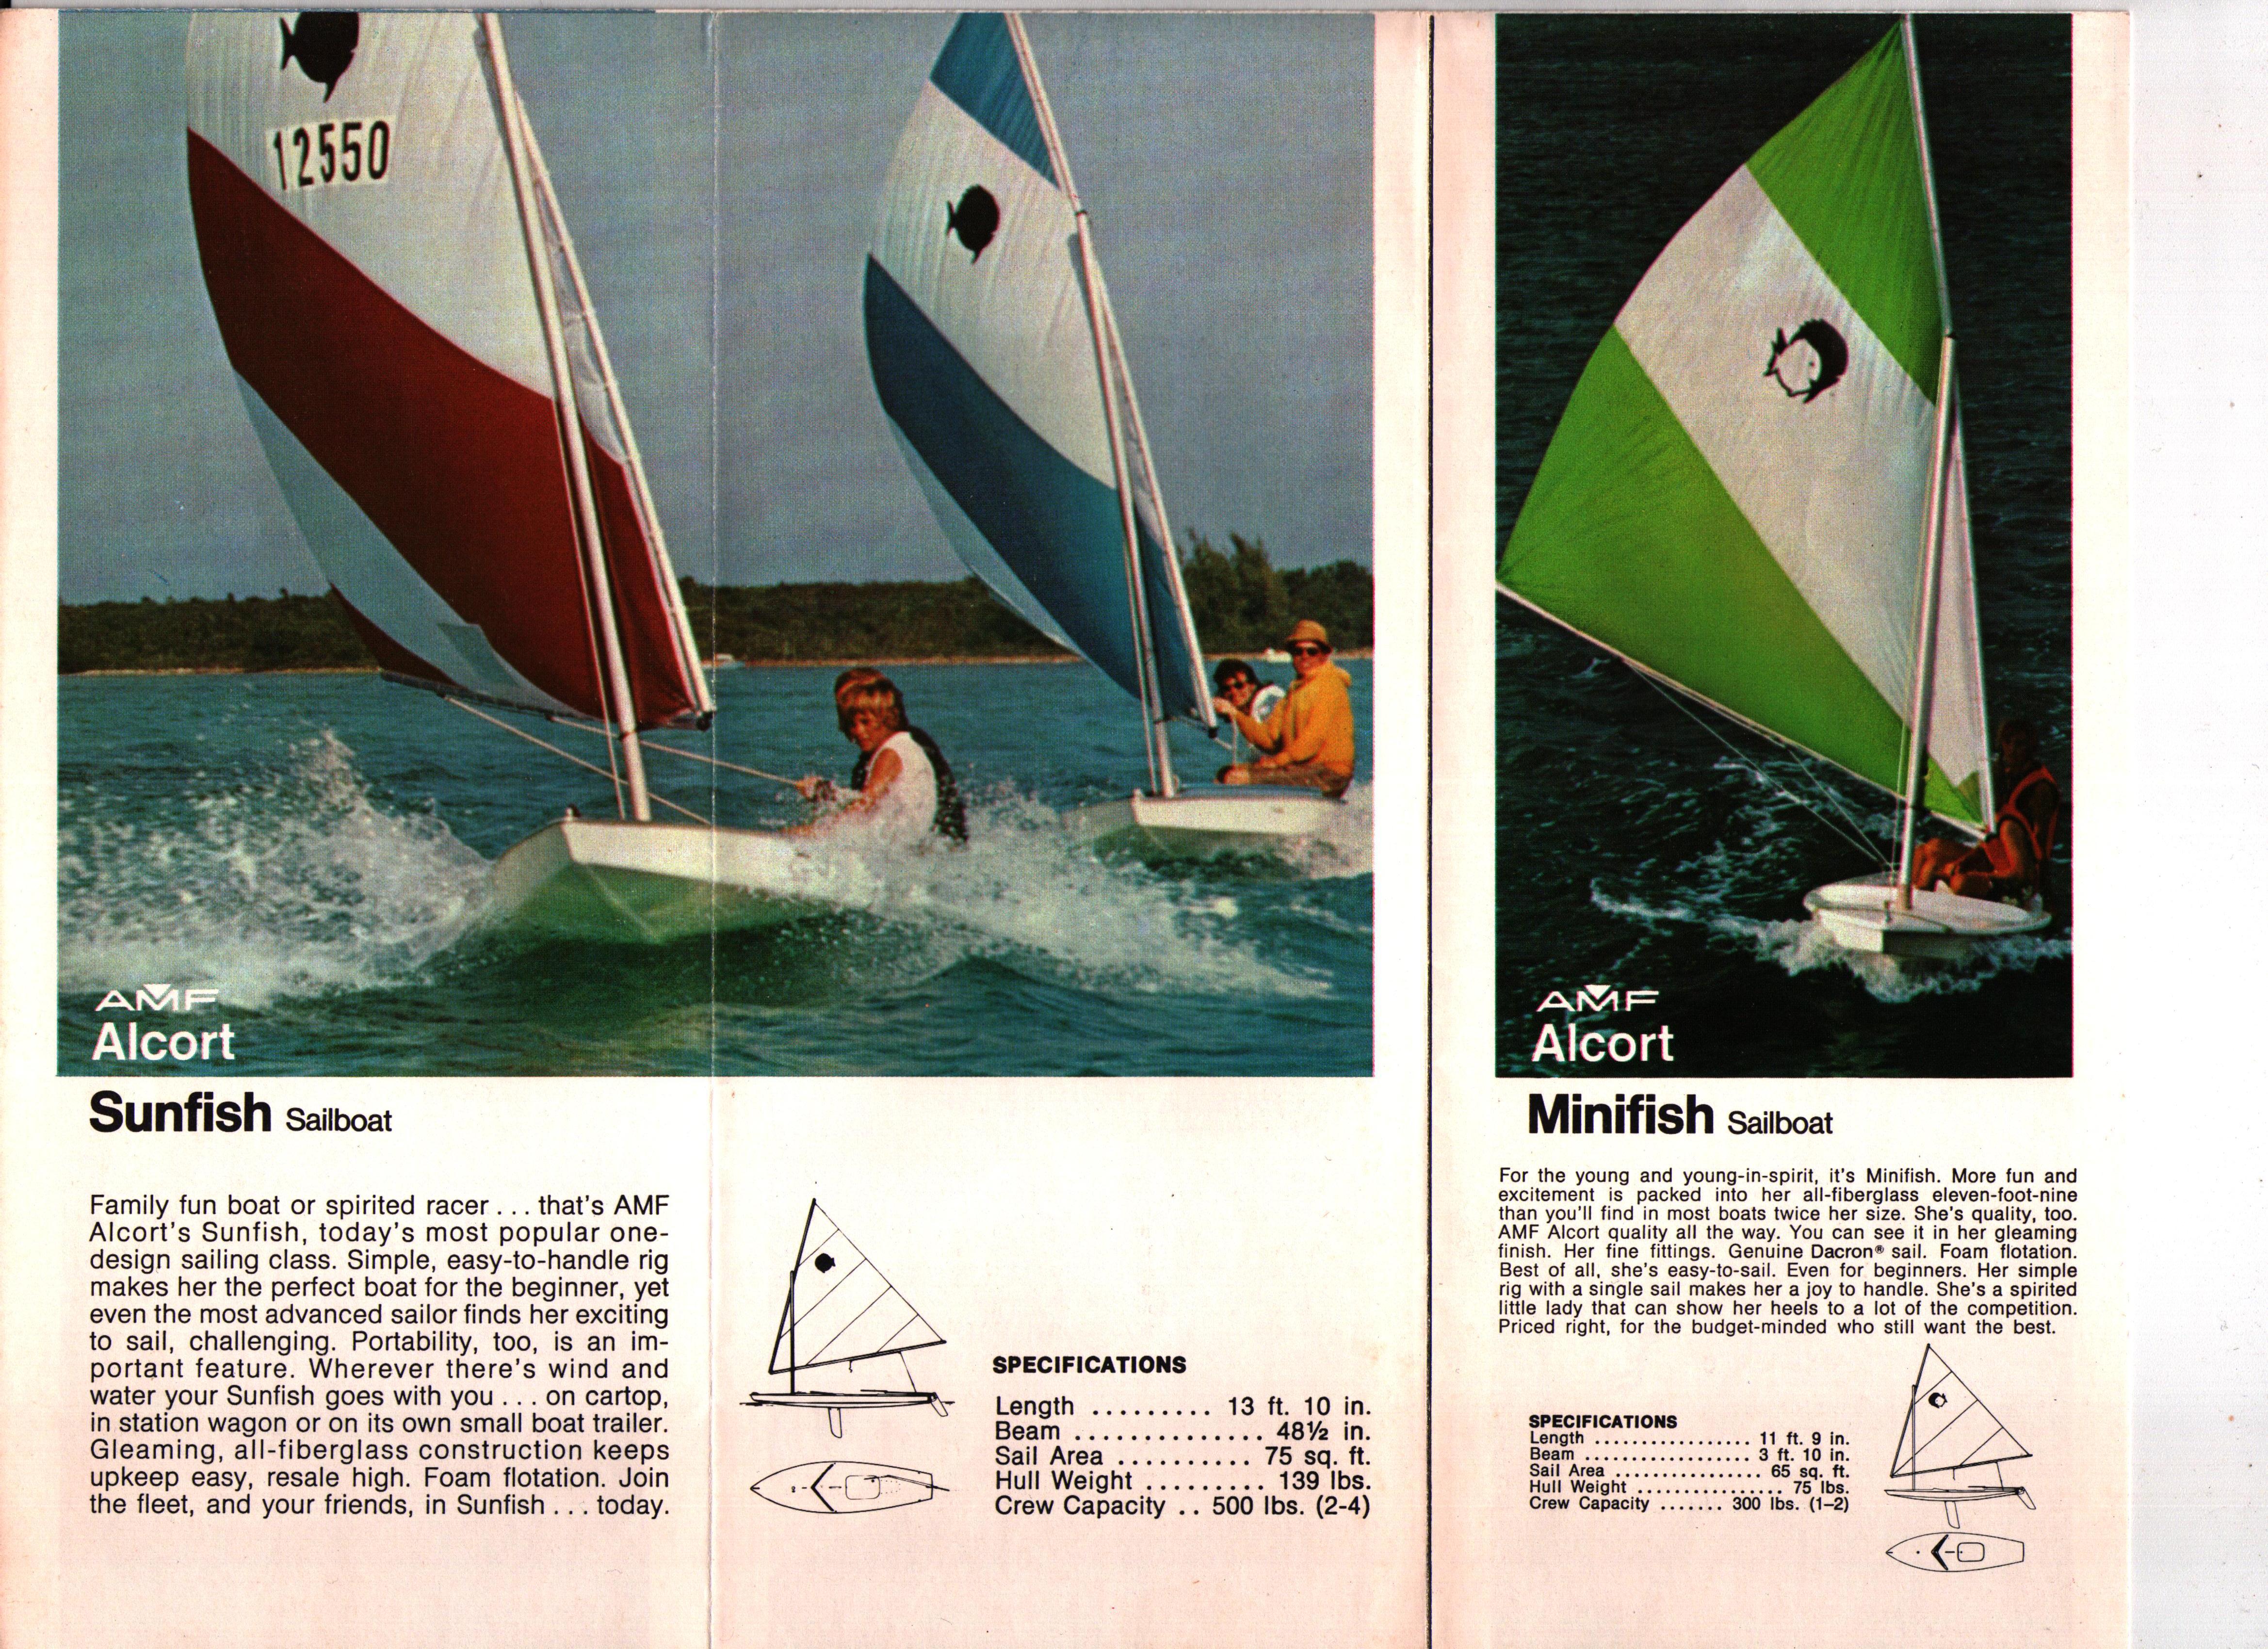 12550
AMF
Alcort
Sunfish Sailboat
Family fun boat or spirited racer . . . that's AMF
Alcort's Sunfish, today's most popular one-
design sailing class. Simple, easy-to-handle rig
makes her the perfect boat for the beginner, yet
even the most advanced sailor finds her exciting
to sail, challenging. Portability, too, is an im-
portant feature. Wherever there's wind and
water your Sunfish goes with you . . . on cartop,
in station wagon or on its own small boat trailer.
Gleaming, all-fiberglass construction keeps
upkeep easy, resale high. Foam flotation. Join
the fleet, and your friends, in Sunfish . . . today.
SPECIFICATIONS
Length ......... 13 ft. 10 in.
Beam .............. 48½ in.
Sail Area .......... 75 sq. ft.
Hull Weight ......... 139 lbs.
Crew Capacity .. 500 lbs. (2-4)
AMF
Alcort
Minifish Sailboat
For the young and young-in-spirit, it's Minifish. More fun and
excitement is packed into her all-fiberglass eleven-foot-nine
than you'll find in most boats twice her size. She's quality, too.
AMF Alcort quality all the way. You can see it in her gleaming
finish. Her fine fittings. Genuine Dacron® sail. Foam flotation.
Best of all, she's easy-to-sail. Even for beginners. Her simple
rig with a single sail makes her a joy to handle. She's a spirited
little lady that can show her heels to a lot of the competition.
Priced right, for the budget-minded who still want the best.
SPECIFICATIONS
Length ................. 11 ft. 9 in.
Beam .................. 3 ft. 10 in.
Sail Area ................ 65 sq. ft.
Hull Weight ................ 75 lbs.
Crew Capacity ....... 300 lbs. (1–2)